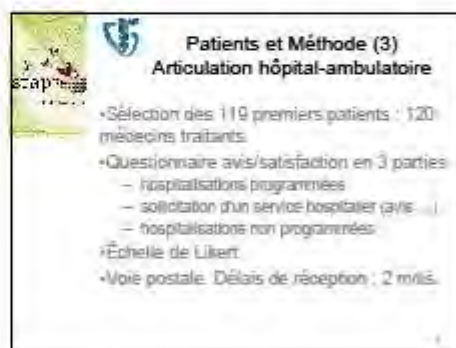 Patients et Méthode (3)
Articulation hôpital-ambulatoire
•Sélection des 119 premiers patients : 120
médecins traitants
•Questionnaire avis/satisfaction en 3 parties
– hospitalisations programmées
– sollicitation d'un service hospitalier (avis ...)
– hospitalisations non programmées
•Échelle de Likert
•Voie postale. Délais de réception : 2 mois.